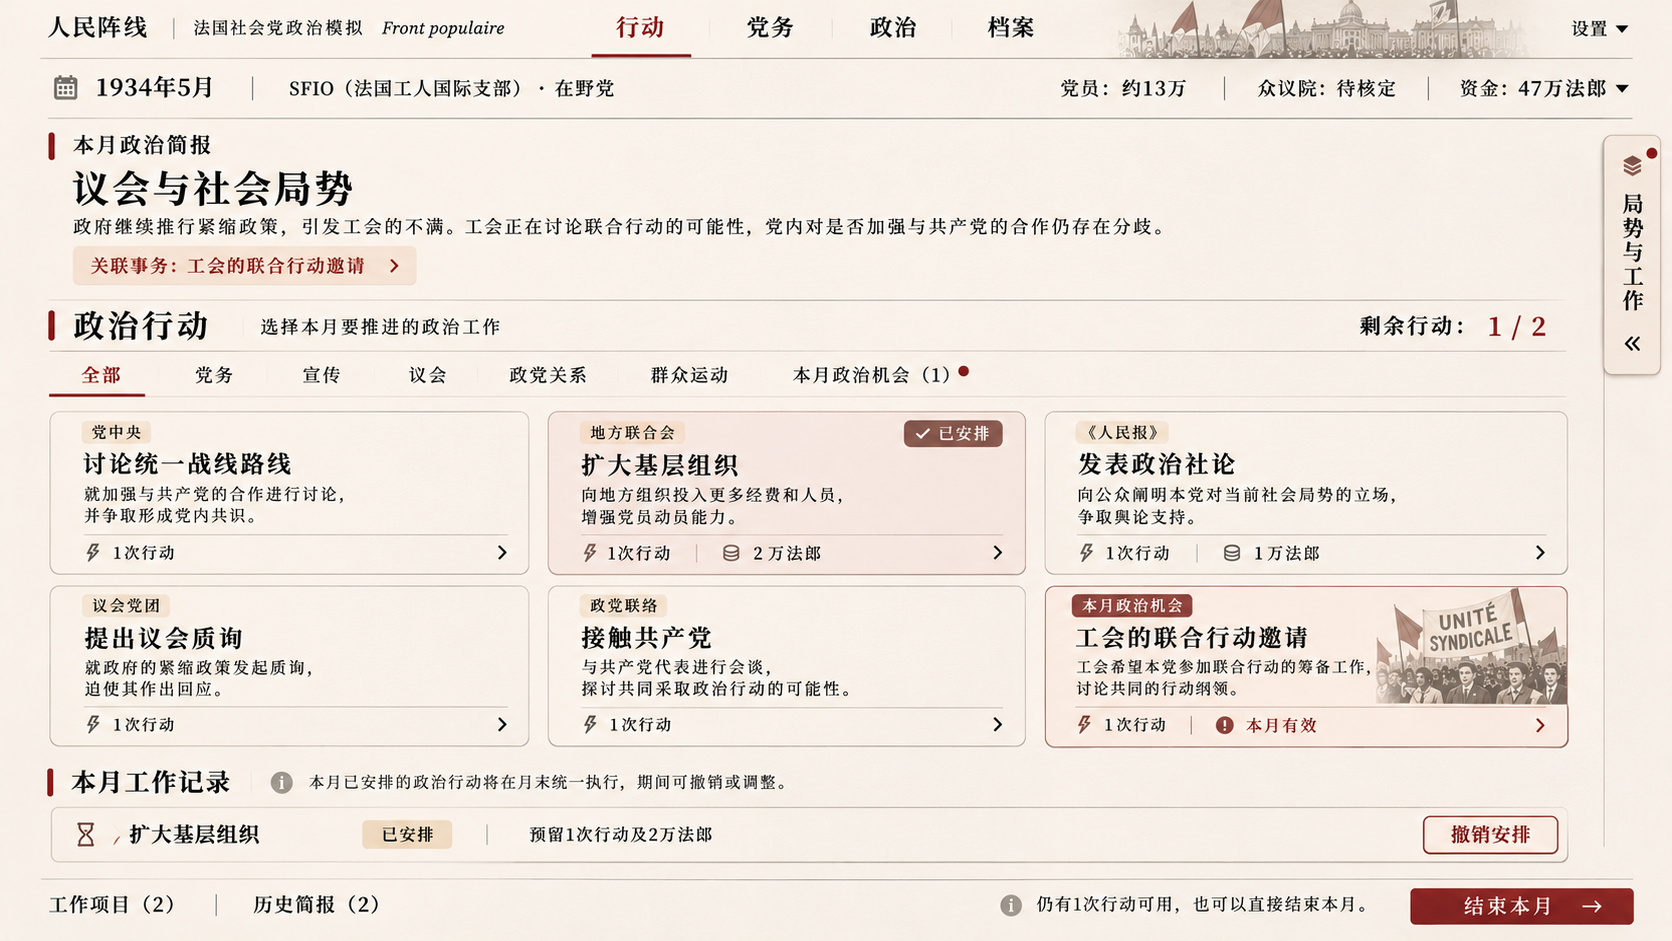 人民阵线
法国社会党政治模拟 Front populaire
行动 党务 政治 档案
设置
1934年5月
SFIO（法国工人国际支部）· 在野党
党员：约13万
众议院：待核定
资金：47万法郎
本月政治简报
议会与社会局势
政府继续推行紧缩政策，引发工会的不满。工会正在讨论联合行动的可能性，党内对是否加强与共产党的合作仍存在分歧。
关联事务：工会的联合行动邀请
局势与工作
政治行动
选择本月要推进的政治工作
剩余行动：1 / 2
全部 党务 宣传 议会 政党关系 群众运动 本月政治机会（1）
党中央
讨论统一战线路线
就加强与共产党的合作进行讨论，
并争取形成党内共识。
1次行动
地方联合会
已安排
扩大基层组织
向地方组织投入更多经费和人员，
增强党员动员能力。
1次行动
2万法郎
《人民报》
发表政治社论
向公众阐明本党对当前社会局势的立场，
争取舆论支持。
1次行动
1万法郎
议会党团
提出议会质询
就政府的紧缩政策发起质询，
迫使其作出回应。
1次行动
政党联络
接触共产党
与共产党代表进行会谈，
探讨共同采取政治行动的可能性。
1次行动
本月政治机会
工会的联合行动邀请
工会希望本党参加联合行动的筹备工作，
讨论共同的行动纲领。
UNITÉ
SYNDICALE
1次行动
本月有效
本月工作记录
本月已安排的政治行动将在月末统一执行，期间可撤销或调整。
扩大基层组织
已安排
预留1次行动及2万法郎
撤销安排
工作项目（2）
历史简报（2）
仍有1次行动可用，也可以直接结束本月。
结束本月